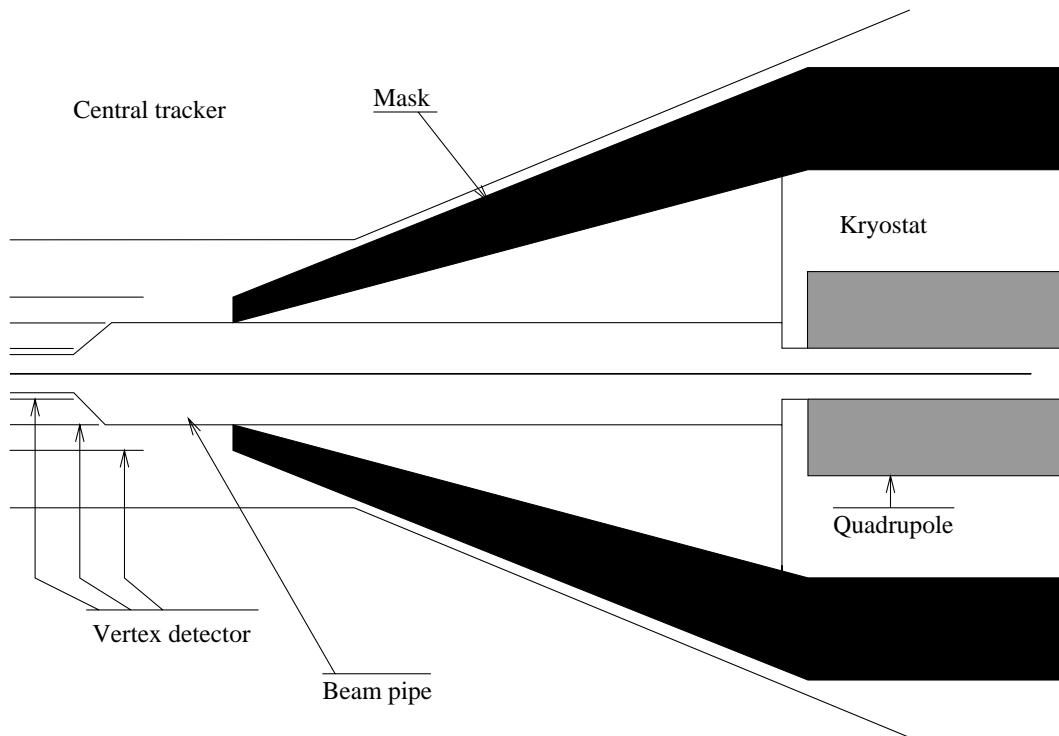 Mask
Central tracker
Kryostat
Quadrupole
Vertex detector
Beam pipe